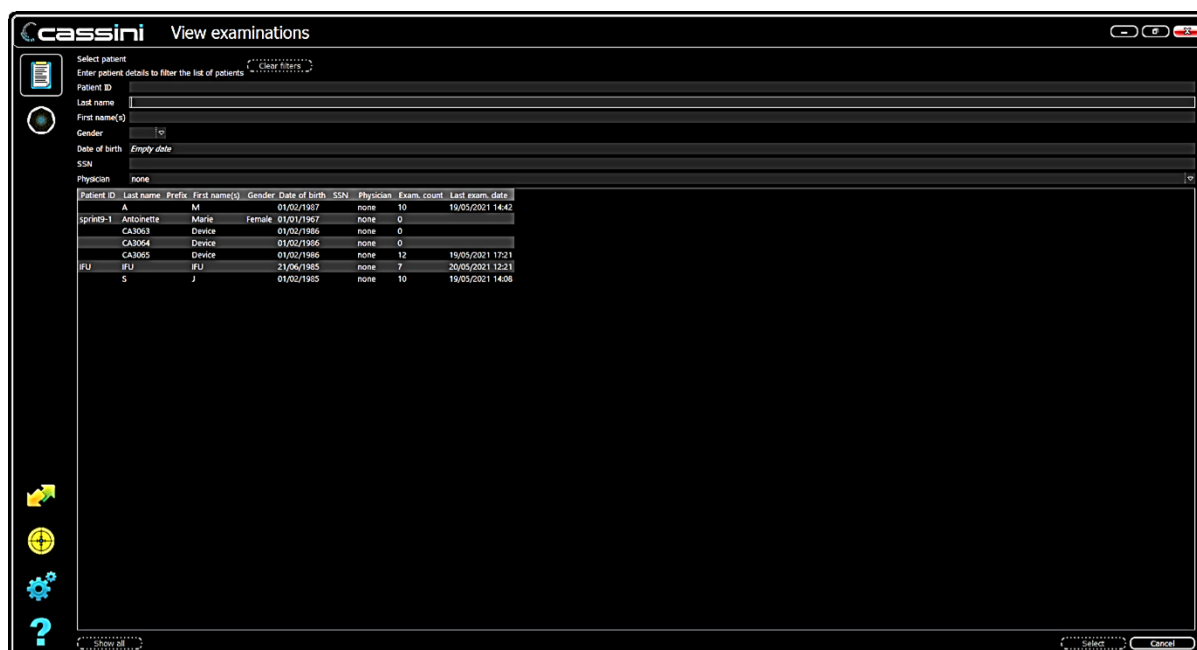 cassini View examinations
Select patient
Enter patient details to filter the list of patients Clear filters
Patient ID
Last name
First name(s)
Gender
Date of birth Empty date
SSN
Physician none
Patient ID Last name Prefix First name(s) Gender Date of birth SSN Physician Exam. count Last exam. date
A M 01/02/1987 none 10 19/05/2021 14:42
sprint9-1 Antoinette Marie Female 01/01/1967 none 0
CA3063 Device 01/02/1986 none 0
CA3064 Device 01/02/1986 none 0
CA3065 Device 01/02/1986 none 12 19/05/2021 17:21
IFU IFU IFU 21/06/1985 none 7 20/05/2021 12:21
S J 01/02/1985 none 10 19/05/2021 14:08
?
Show all Select Cancel